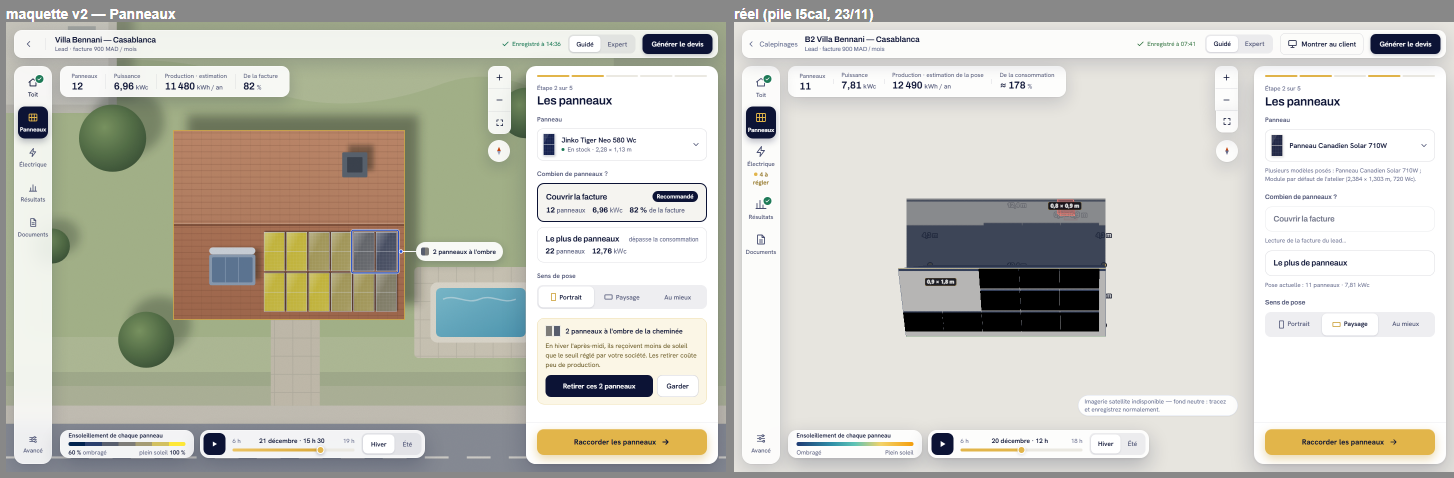 maquette v2 — Panneaux
Villa Bennani — Casablanca
Lead · facture 900 MAD / mois
Enregistré à 14:36
Guidé
Expert
Générer le devis
Toit
Panneaux
Électrique
Résultats
Documents
Avancé
Panneaux
12
Puissance
6,96 kWc
Production · estimation
11 480 kWh / an
De la facture
82 %
2 panneaux à l'ombre
Étape 2 sur 5
Les panneaux
Panneau
Jinko Tiger Neo 580 Wc
En stock · 2,28 × 1,13 m
Combien de panneaux ?
Couvrir la facture
Recommandé
12 panneaux 6,96 kWc 82 % de la facture
Le plus de panneaux
dépasse la consommation
22 panneaux 12,76 kWc
Sens de pose
Portrait
Paysage
Au mieux
2 panneaux à l'ombre de la cheminée
En hiver l'après-midi, ils reçoivent moins de soleil
que le seuil réglé par votre société. Les retirer coûte
peu de production.
Retirer ces 2 panneaux
Garder
Raccorder les panneaux →
Ensoleillement de chaque panneau
60 % ombragé
plein soleil 100 %
6 h
21 décembre · 15 h 30
19 h
Hiver
Été
réel (pile l5cal, 23/11)
Calepinages
B2 Villa Bennani — Casablanca
Lead · facture 900 MAD / mois
Enregistré à 07:41
Guidé
Expert
Montrer au client
Générer le devis
Toit
Panneaux
Électrique
4 à
régler
Résultats
Documents
Avancé
Panneaux
11
Puissance
7,81 kWc
Production · estimation de la pose
12 490 kWh / an
De la consommation
≈ 178 %
0,8 × 0,9 m
0,9 × 1,8 m
Imagerie satellite indisponible — fond neutre : tracez
et enregistrez normalement.
Étape 2 sur 5
Les panneaux
Panneau
Panneau Canadien Solar 710W
Plusieurs modèles posés : Panneau Canadien Solar 710W ;
Module par défaut de l'atelier (2,384 × 1,303 m, 720 Wc).
Combien de panneaux ?
Couvrir la facture
Lecture de la facture du lead…
Le plus de panneaux
Pose actuelle : 11 panneaux · 7,81 kWc
Sens de pose
Portrait
Paysage
Au mieux
Raccorder les panneaux →
Ensoleillement de chaque panneau
Ombragé
Plein soleil
6 h
20 décembre · 12 h
18 h
Hiver
Été